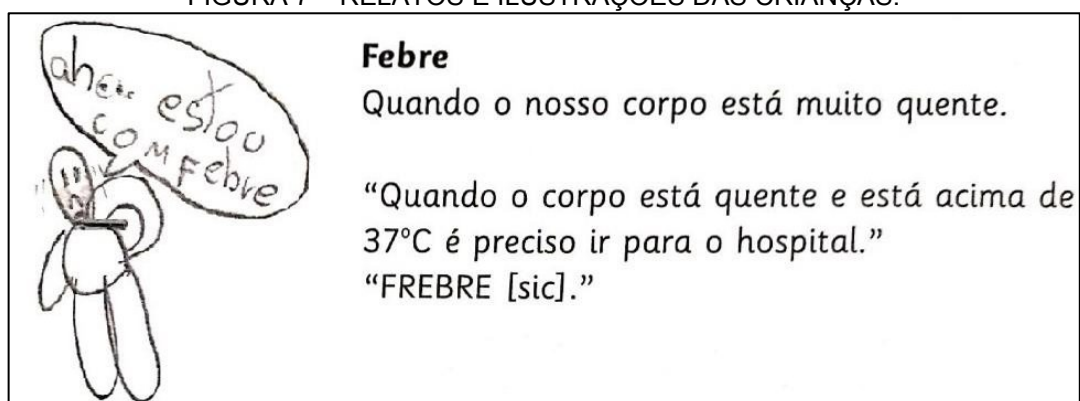 FIGURA 7 – RELATOS E ILUSTRAÇÕES DAS CRIANÇAS.
ahe... estou
com Febre
Febre
Quando o nosso corpo está muito quente.
“Quando o corpo está quente e está acima de
37°C é preciso ir para o hospital.”
“FREBRE [sic].”